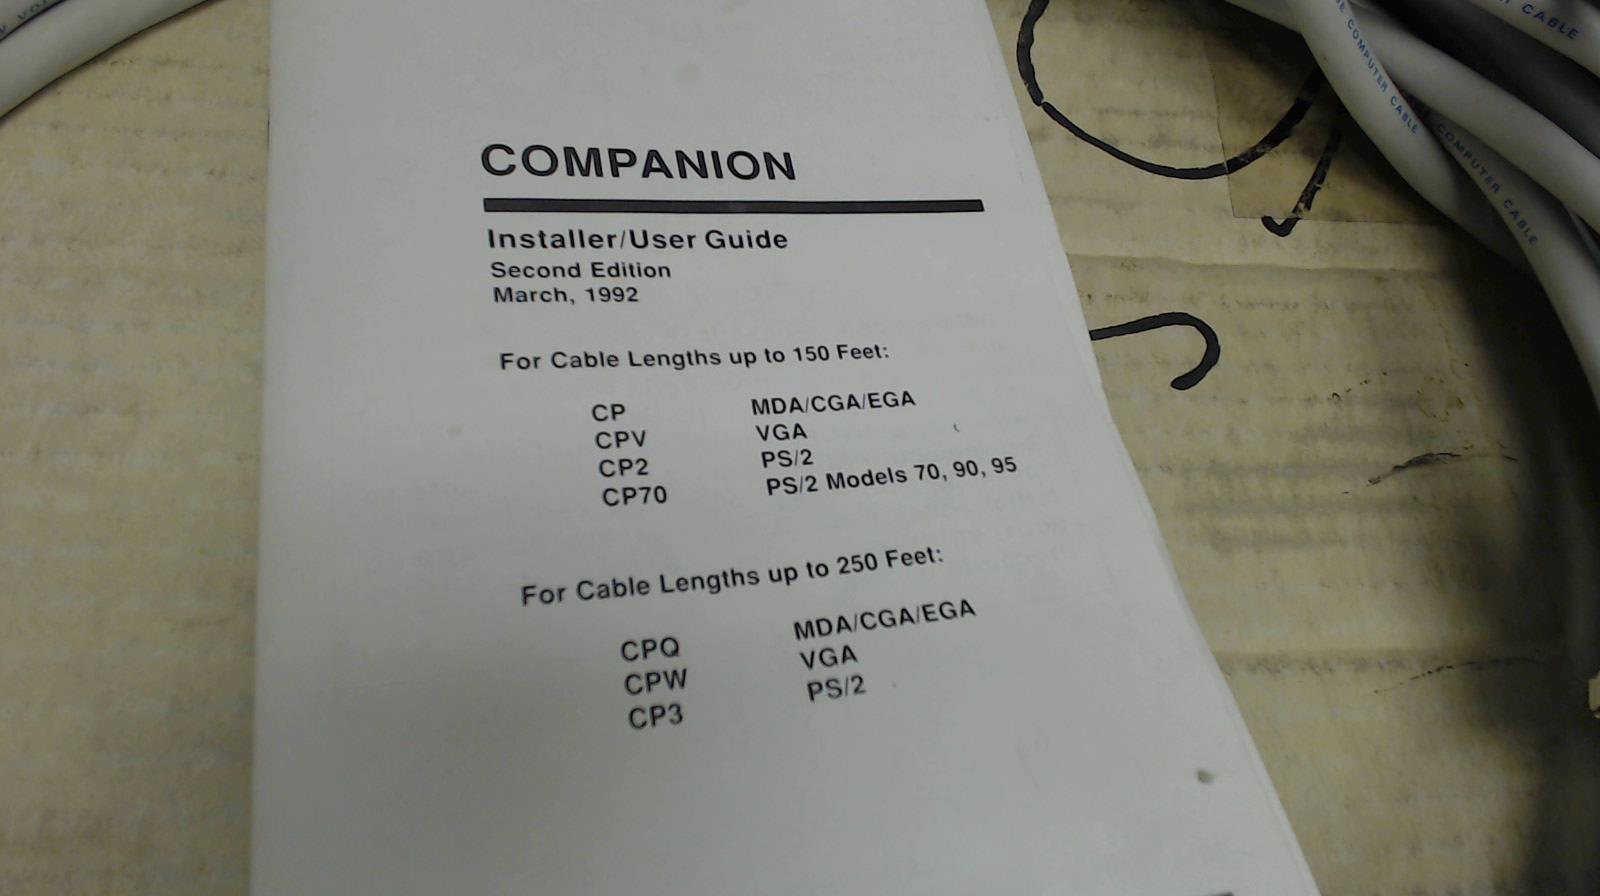 COMPANION
Installer/User Guide
Second Edition
March, 1992
For Cable Lengths up to 150 Feet:
CP MDA/CGA/EGA
CPV VGA
CP2 PS/2
CP70 PS/2 Models 70, 90, 95
For Cable Lengths up to 250 Feet:
CPQ MDA/CGA/EGA
CPW VGA
CP3 PS/2
COMPUTER CABLE
COMPUTER CABLE
CABLE